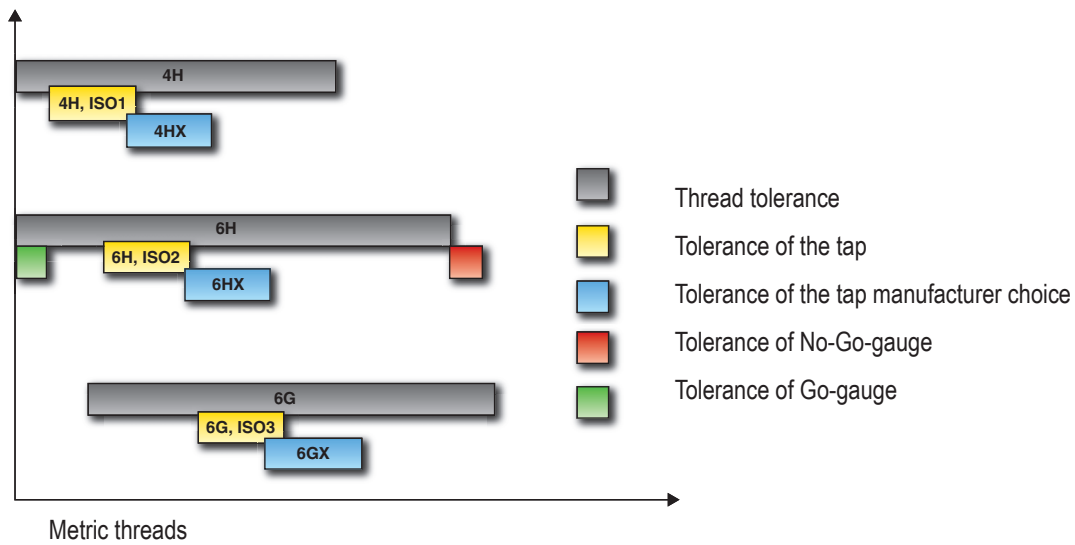 4H
4H, ISO1
4HX
6H
6H, ISO2
6HX
6G
6G, ISO3
6GX
Metric threads
Thread tolerance
Tolerance of the tap
Tolerance of the tap manufacturer choice
Tolerance of No-Go-gauge
Tolerance of Go-gauge